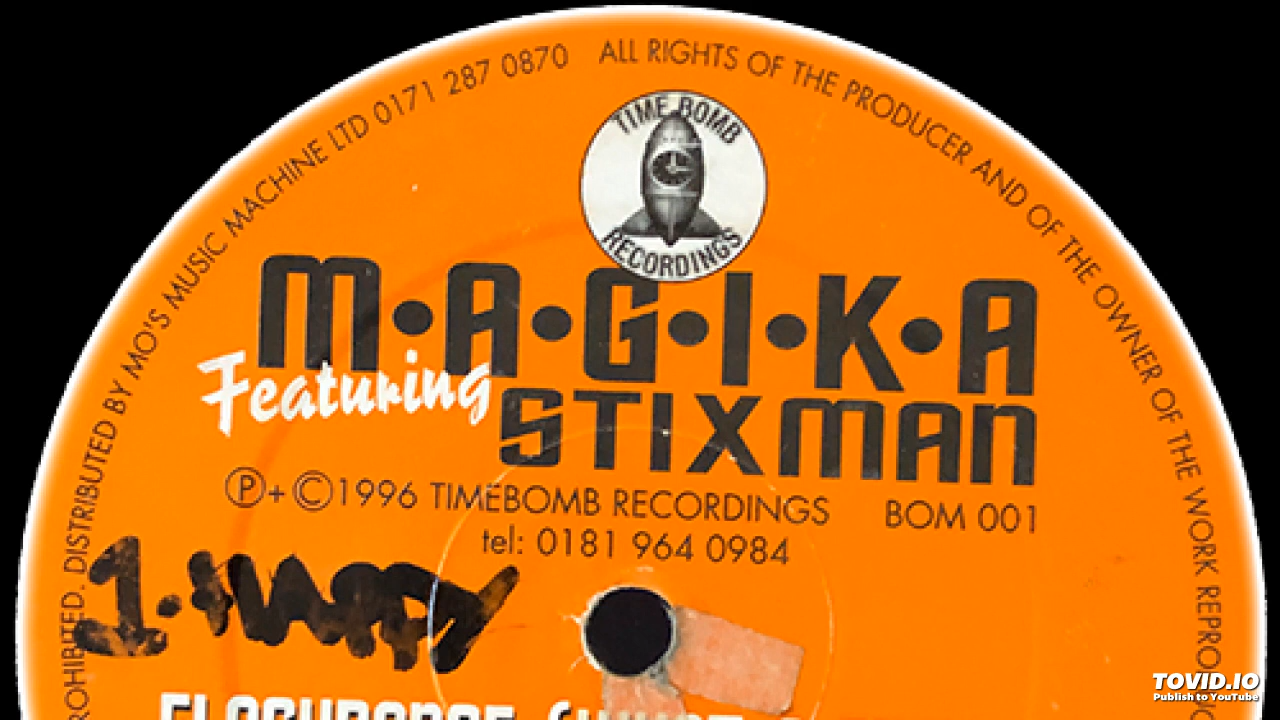 PROHIBITED. DISTRIBUTED BY MO'S MUSIC MACHINE LTD 0171 287 0870 ALL RIGHTS OF THE PRODUCER AND OF THE OWNER OF THE WORK
TIME BOMB
RECORDINGS
M•A•G•I•K•A
Featuring
STIXMAN
℗+©1996 TIMEBOMB RECORDINGS BOM 001
tel: 0181 964 0984
1.
TOVID.IO
Publish to YouTube